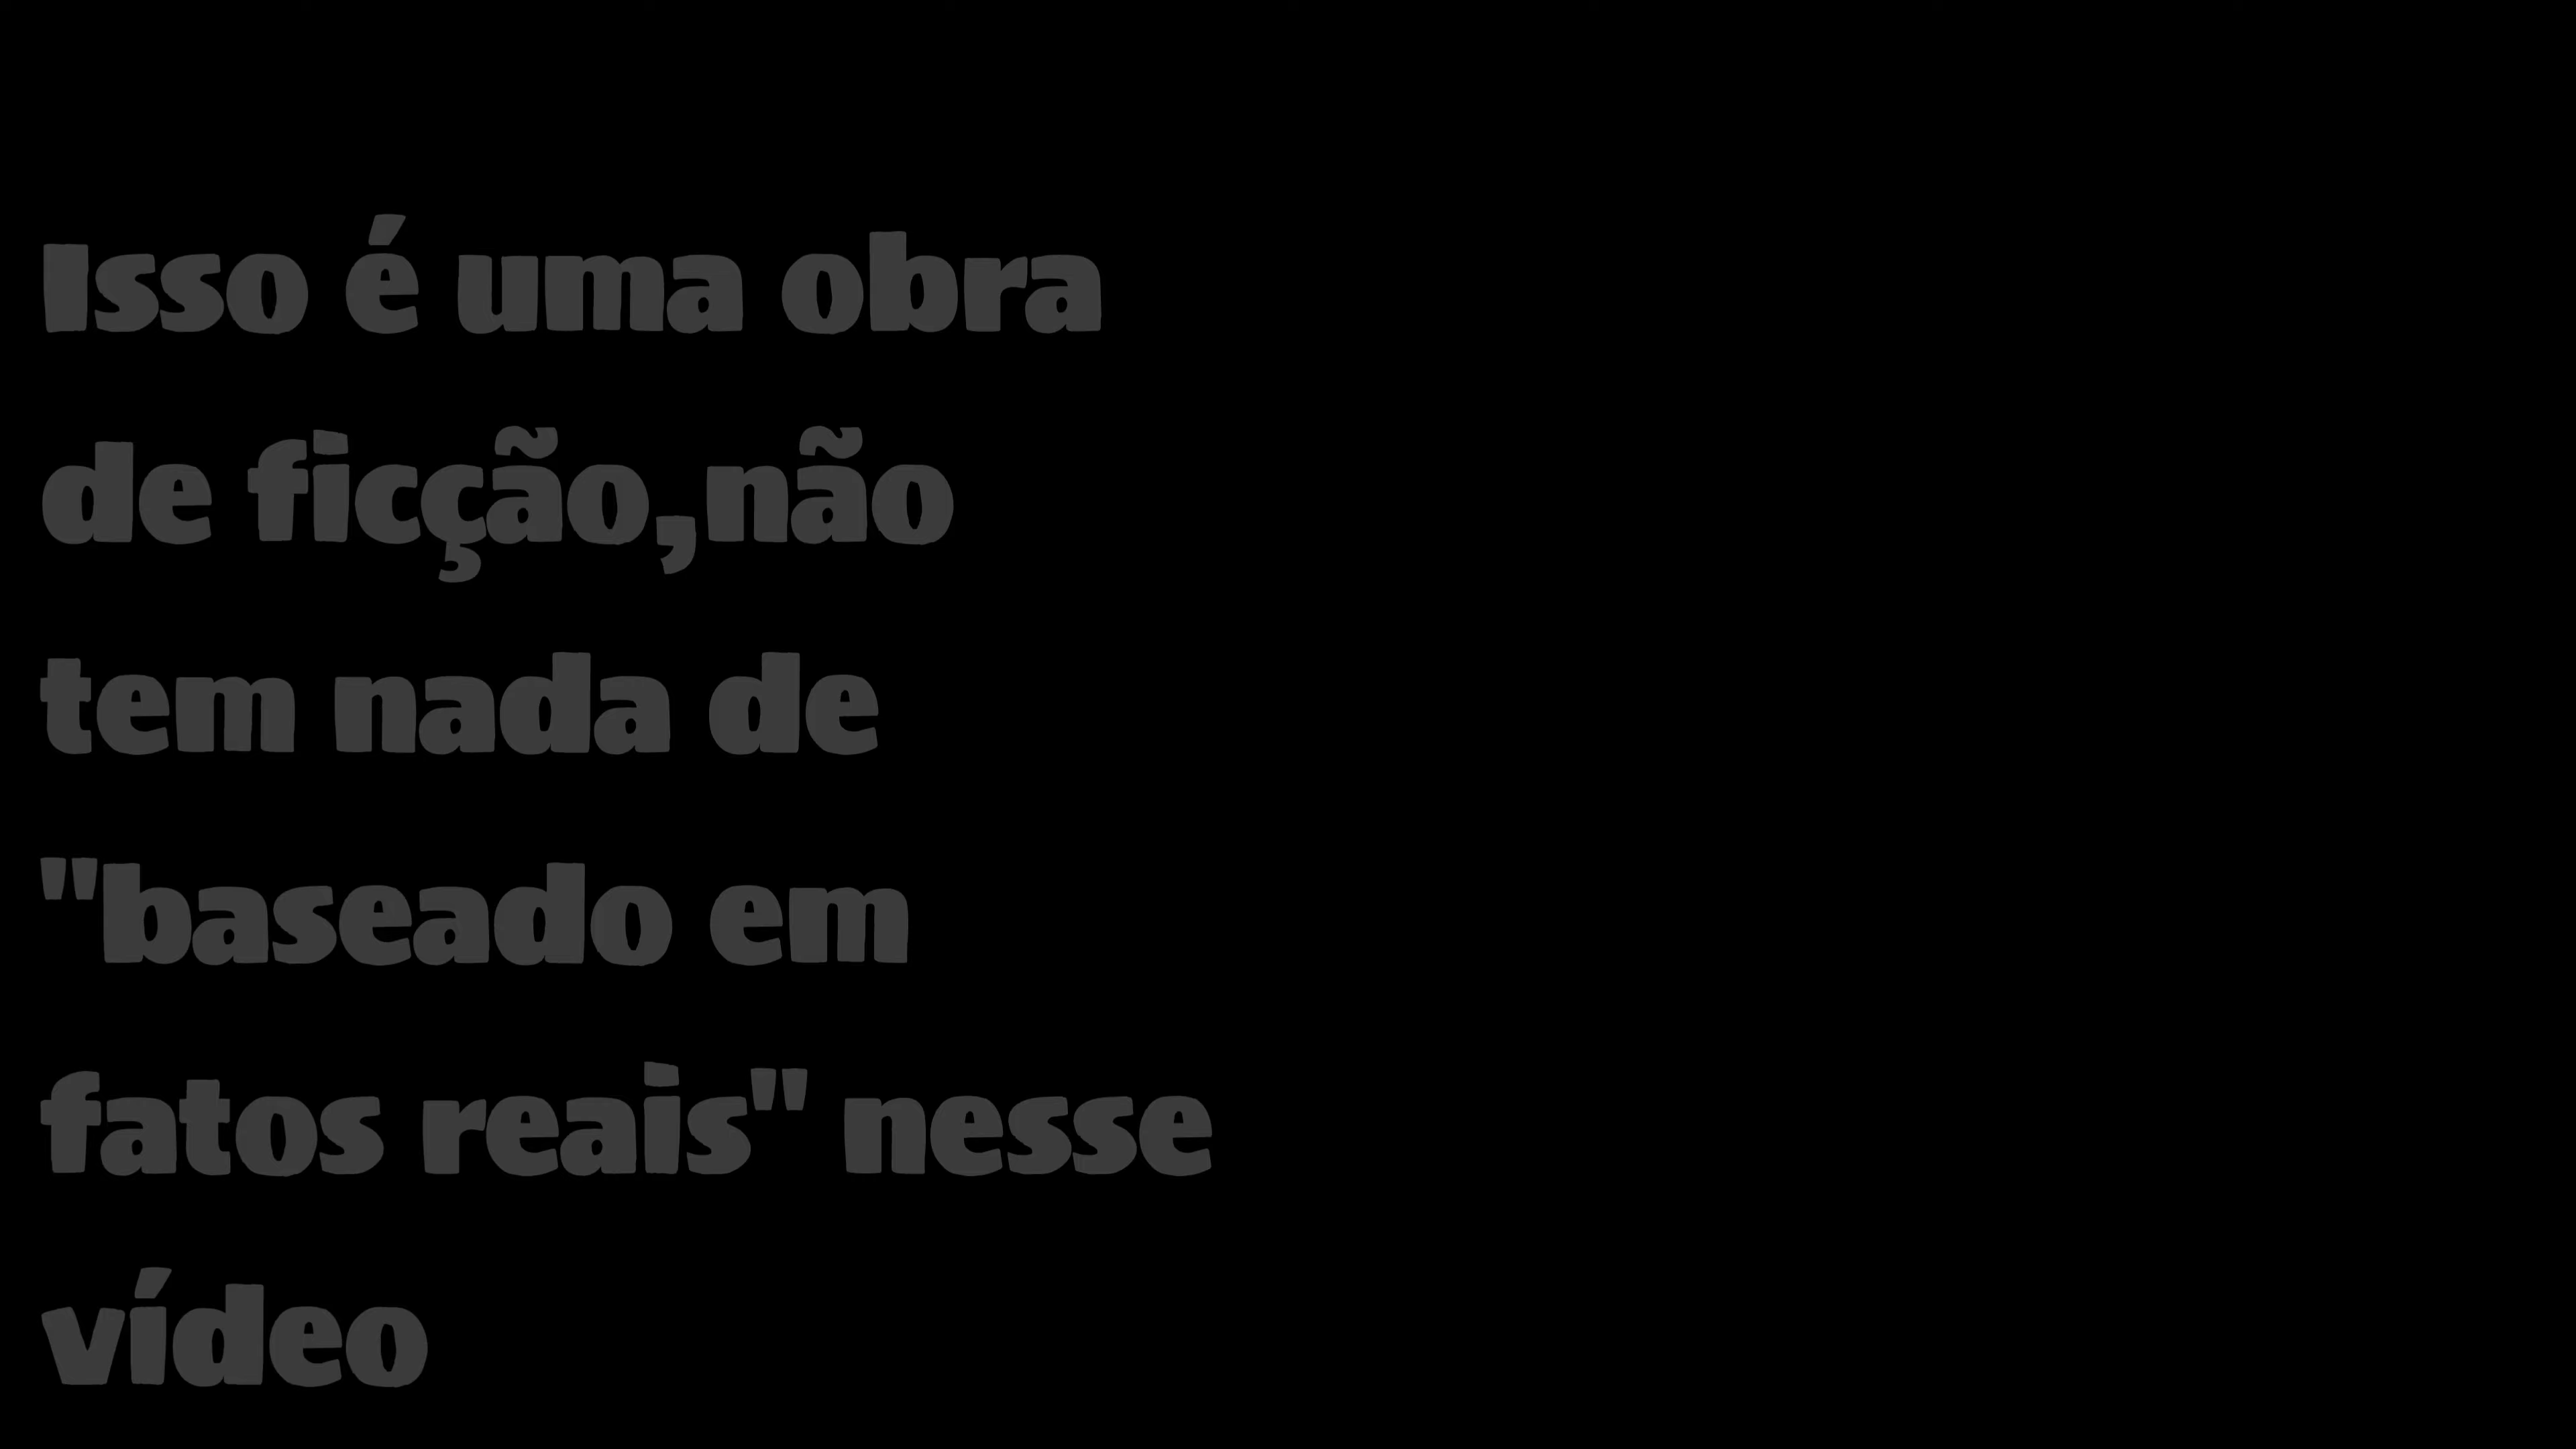 Isso é uma obra
de ficção,não
tem nada de
"baseado em
fatos reais" nesse
vídeo